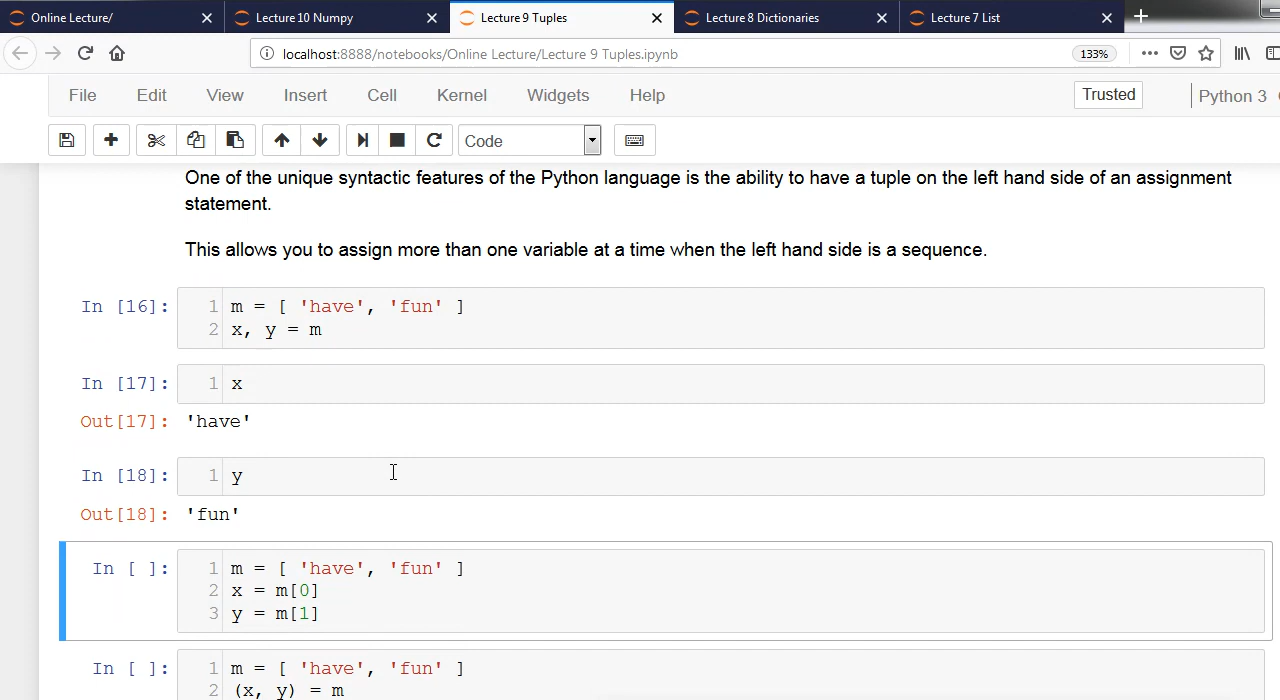 Online Lecture/ Lecture 10 Numpy Lecture 9 Tuples Lecture 8 Dictionaries Lecture 7 List
localhost:8888/notebooks/Online Lecture/Lecture 9 Tuples.ipynb 133%
File Edit View Insert Cell Kernel Widgets Help Trusted Python 3
Code
One of the unique syntactic features of the Python language is the ability to have a tuple on the left hand side of an assignment
statement.
This allows you to assign more than one variable at a time when the left hand side is a sequence.
In [16]: 1 m = [ 'have', 'fun' ]
2 x, y = m
In [17]: 1 x
Out[17]: 'have'
In [18]: 1 y
Out[18]: 'fun'
In [ ]: 1 m = [ 'have', 'fun' ]
2 x = m[0]
3 y = m[1]
In [ ]: 1 m = [ 'have', 'fun' ]
2 (x, y) = m